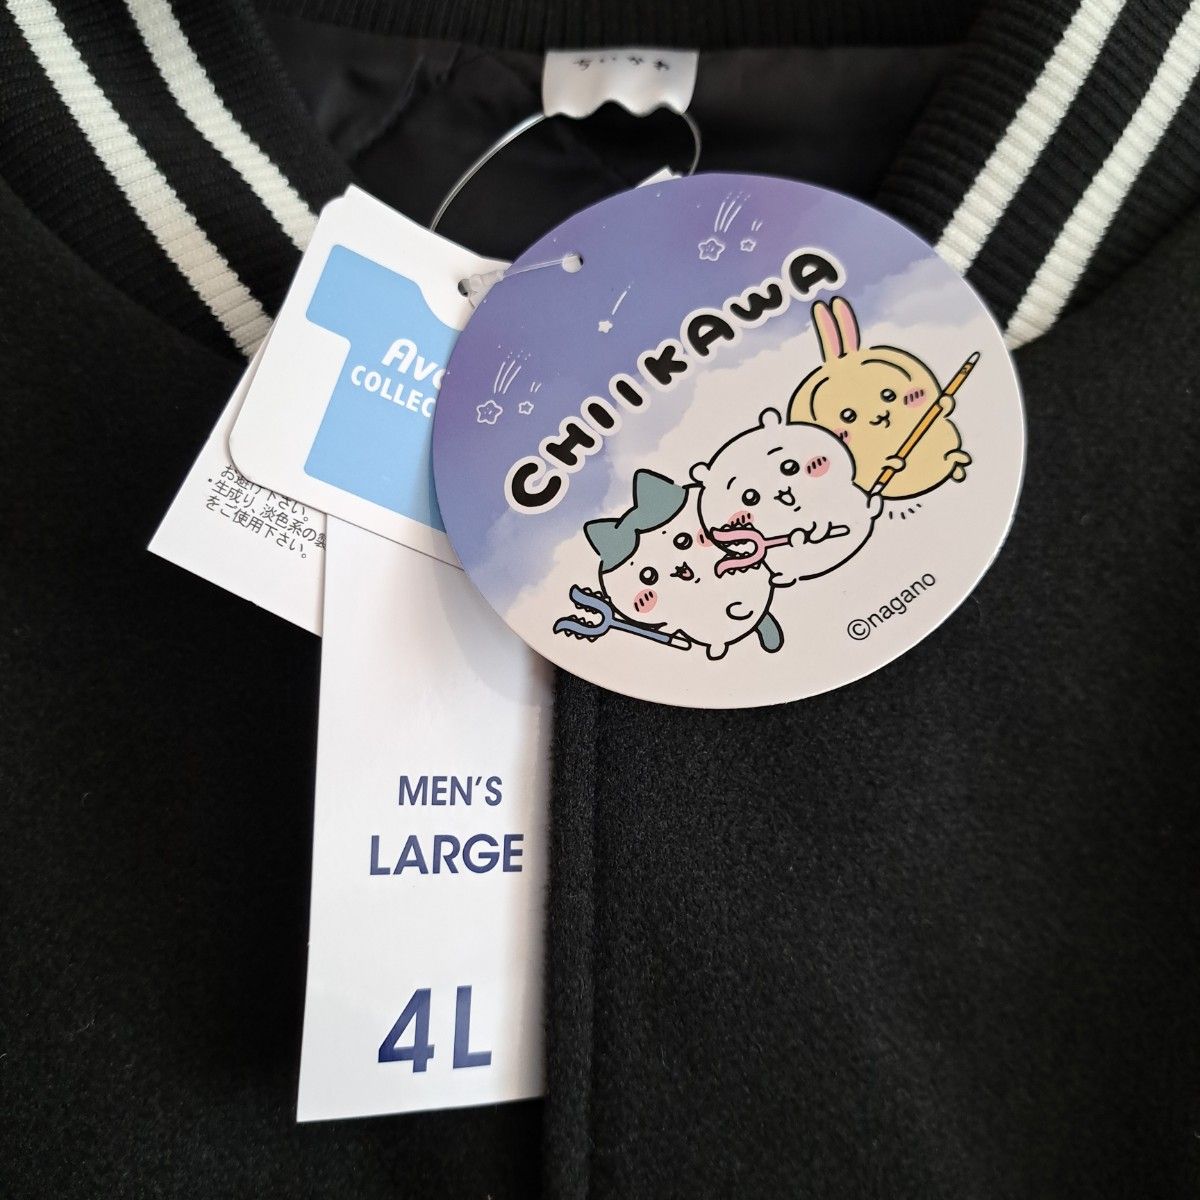 ちいかわ
CHIIKAWA
COLLEC
お避け下さい
・生成り、淡色系の製
をご使用下さい。
©nagano
MEN'S
LARGE
4L